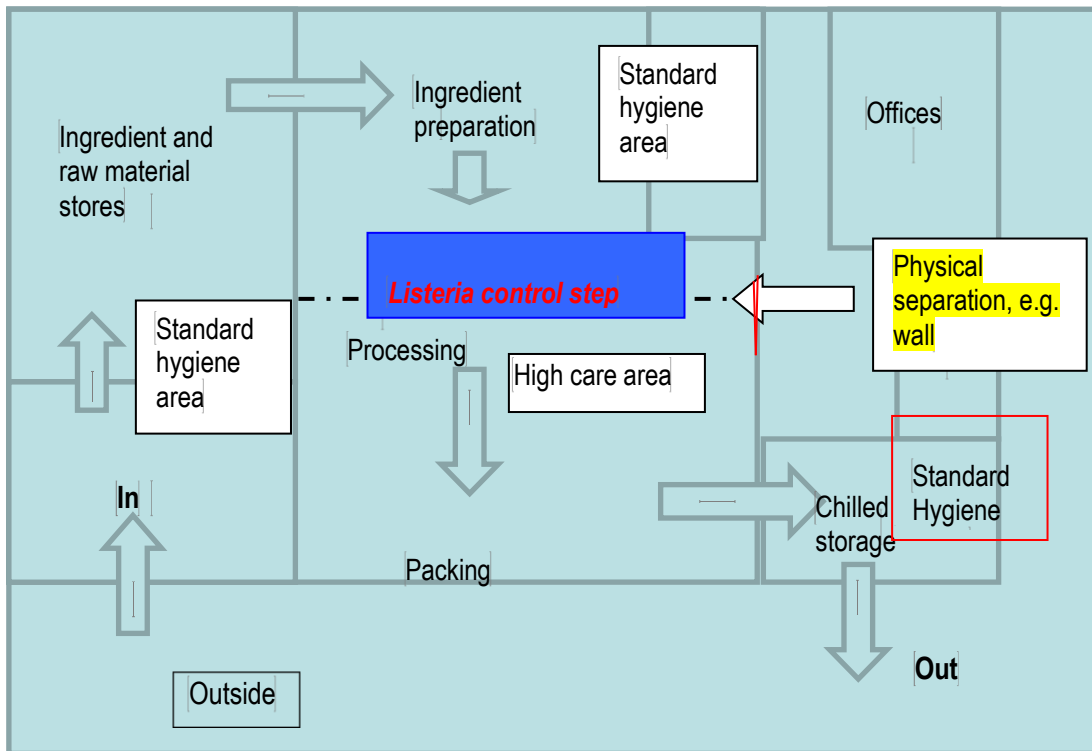 Ingredient and
raw material
stores
Ingredient
preparation
Standard
hygiene
area
Offices
Listeria control step
Physical
separation, e.g.
wall
Standard
hygiene
area
Processing
High care area
In
Packing
Chilled
storage
Standard
Hygiene
Outside
Out